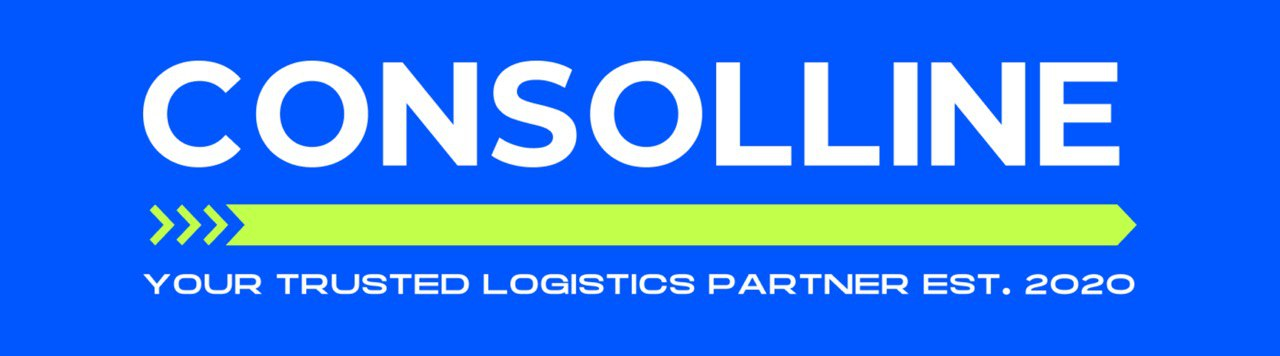 CONSOLLINE
YOUR TRUSTED LOGISTICS PARTNER EST. 2020